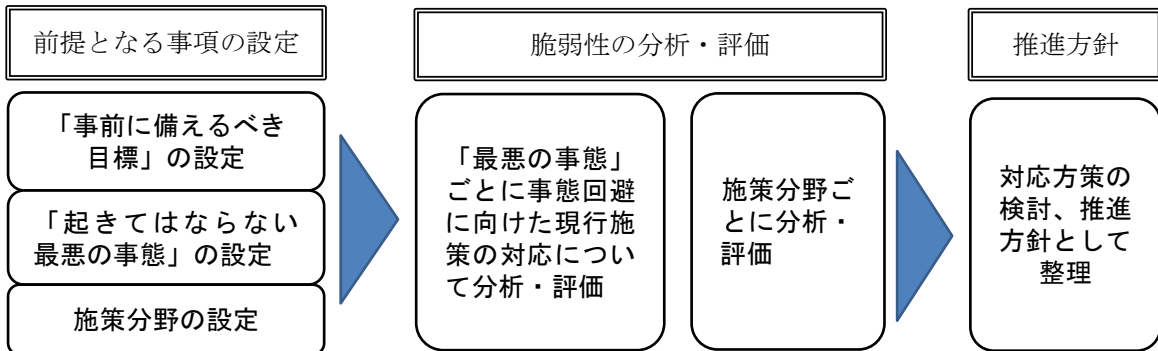 前提となる事項の設定
脆弱性の分析・評価
推進方針
「事前に備えるべき
目標」の設定
「起きてはならない
最悪の事態」の設定
施策分野の設定
「最悪の事態」
ごとに事態回避
に向けた現行施
策の対応につい
て分析・評価
施策分野ご
とに分析・
評価
対応方策の
検討、推進
方針として
整理